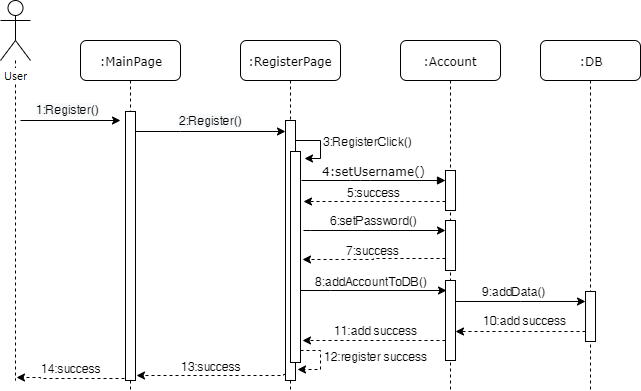 User
:MainPage
:RegisterPage
:Account
:DB
1:Register()
2:Register()
3:RegisterClick()
4:setUsername()
5:success
6:setPassword()
7:success
8:addAccountToDB()
9:addData()
10:add success
11:add success
12:register success
13:success
14:success